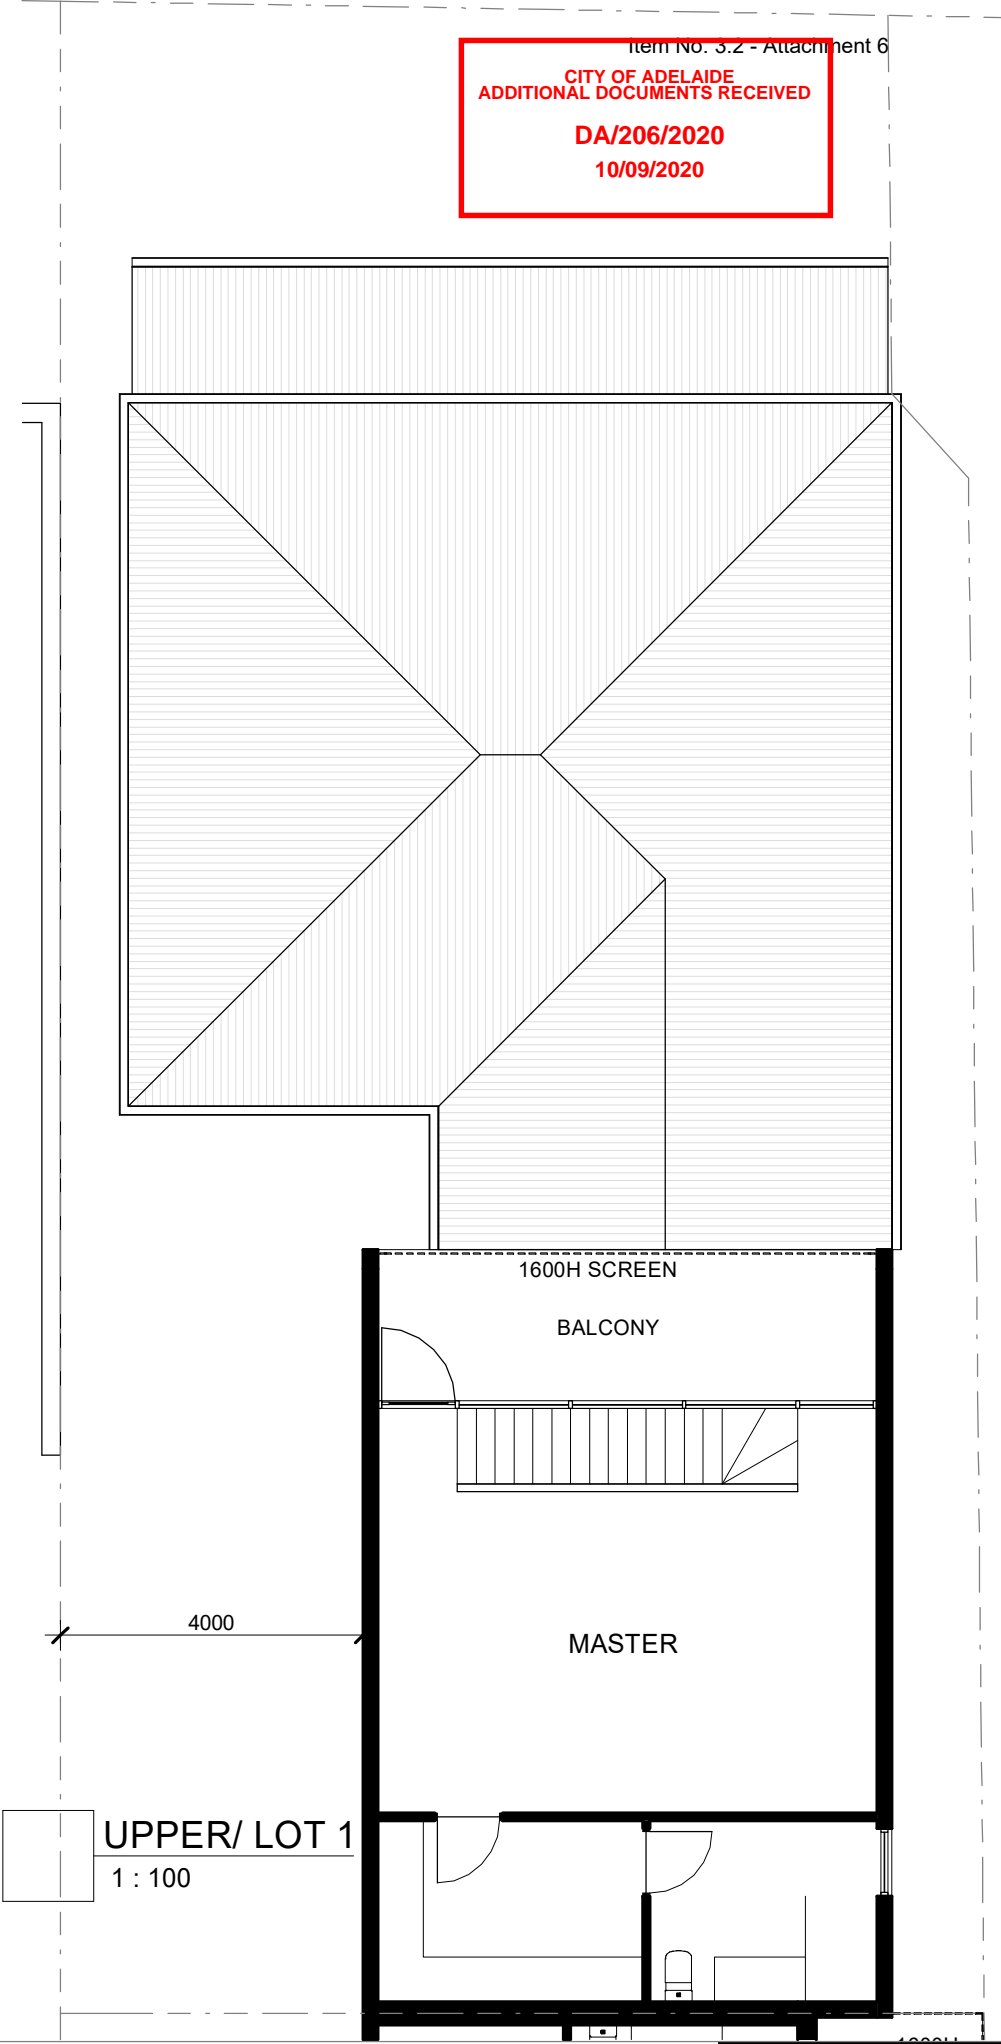 Item No. 3.2 - Attachment 6
CITY OF ADELAIDE
ADDITIONAL DOCUMENTS RECEIVED
DA/206/2020
10/09/2020
1600H SCREEN
BALCONY
4000
MASTER
UPPER/ LOT 1
1 : 100